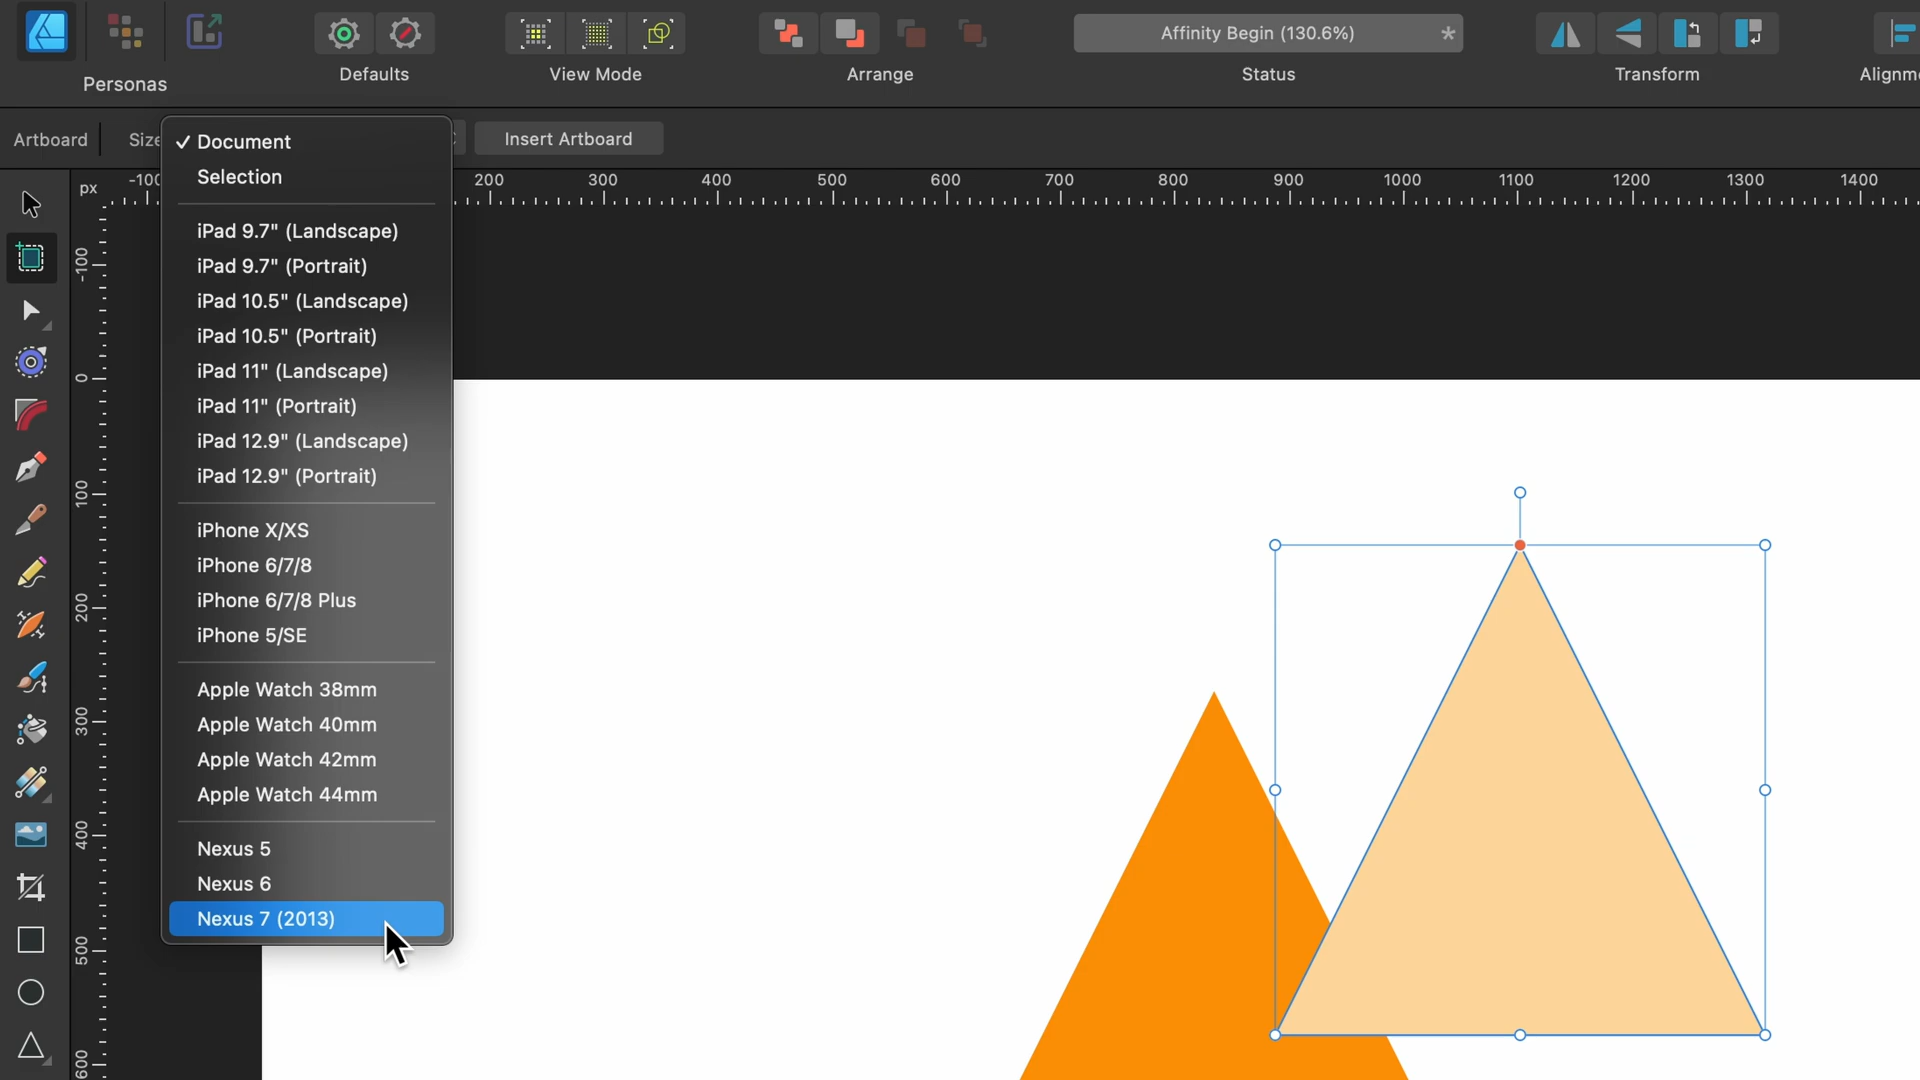 Personas
Defaults
View Mode
Arrange
Affinity Begin (130.6%)
*
Status
Transform
Alignm
Artboard
Size
Insert Artboard
✓ Document
Selection
iPad 9.7" (Landscape)
iPad 9.7" (Portrait)
iPad 10.5" (Landscape)
iPad 10.5" (Portrait)
iPad 11" (Landscape)
iPad 11" (Portrait)
iPad 12.9" (Landscape)
iPad 12.9" (Portrait)
iPhone X/XS
iPhone 6/7/8
iPhone 6/7/8 Plus
iPhone 5/SE
Apple Watch 38mm
Apple Watch 40mm
Apple Watch 42mm
Apple Watch 44mm
Nexus 5
Nexus 6
Nexus 7 (2013)
px
-100 200 300 400 500 600 700 800 900 1000 1100 1200 1300 1400
-100
0
100
200
300
400
500
600